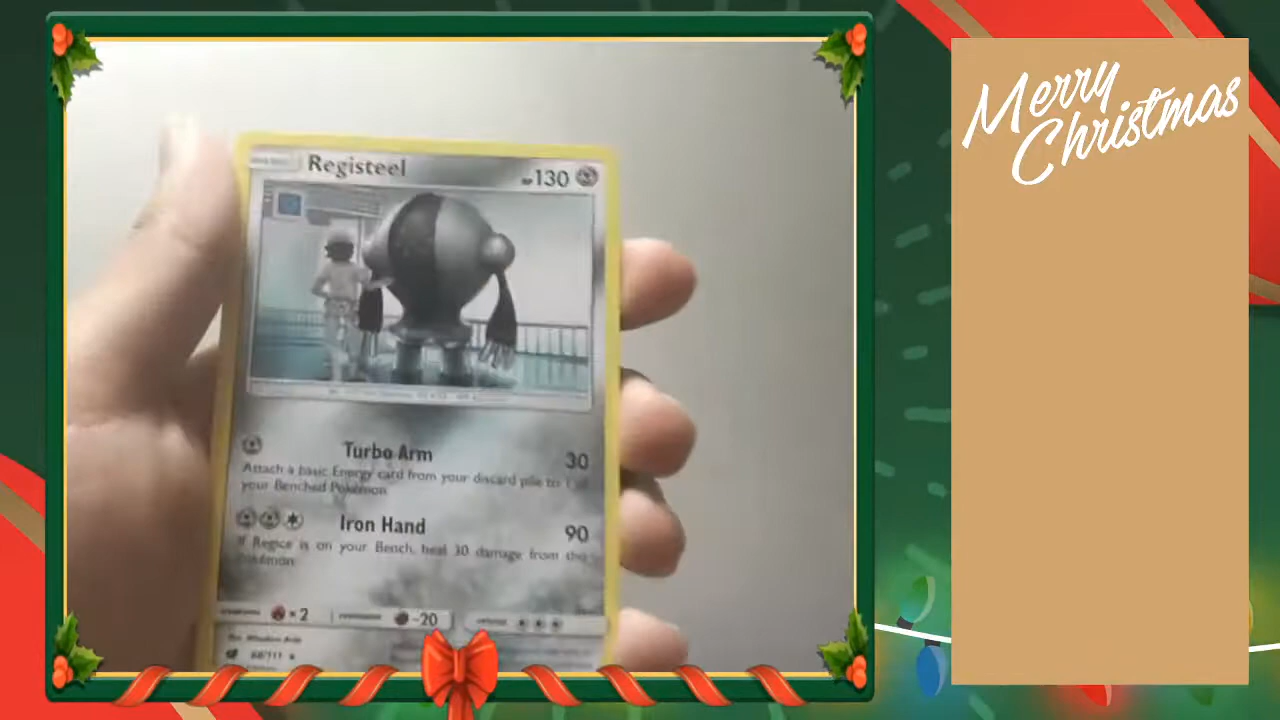 Merry
Christmas
Registeel
130
Turbo Arm 30
Attach a basic Energy card from your discard pile to 1 of
your Benched Pokémon
Iron Hand 90
If Regice is on your Bench, heal 30 damage from this
Pokémon
×2
-20
68/111